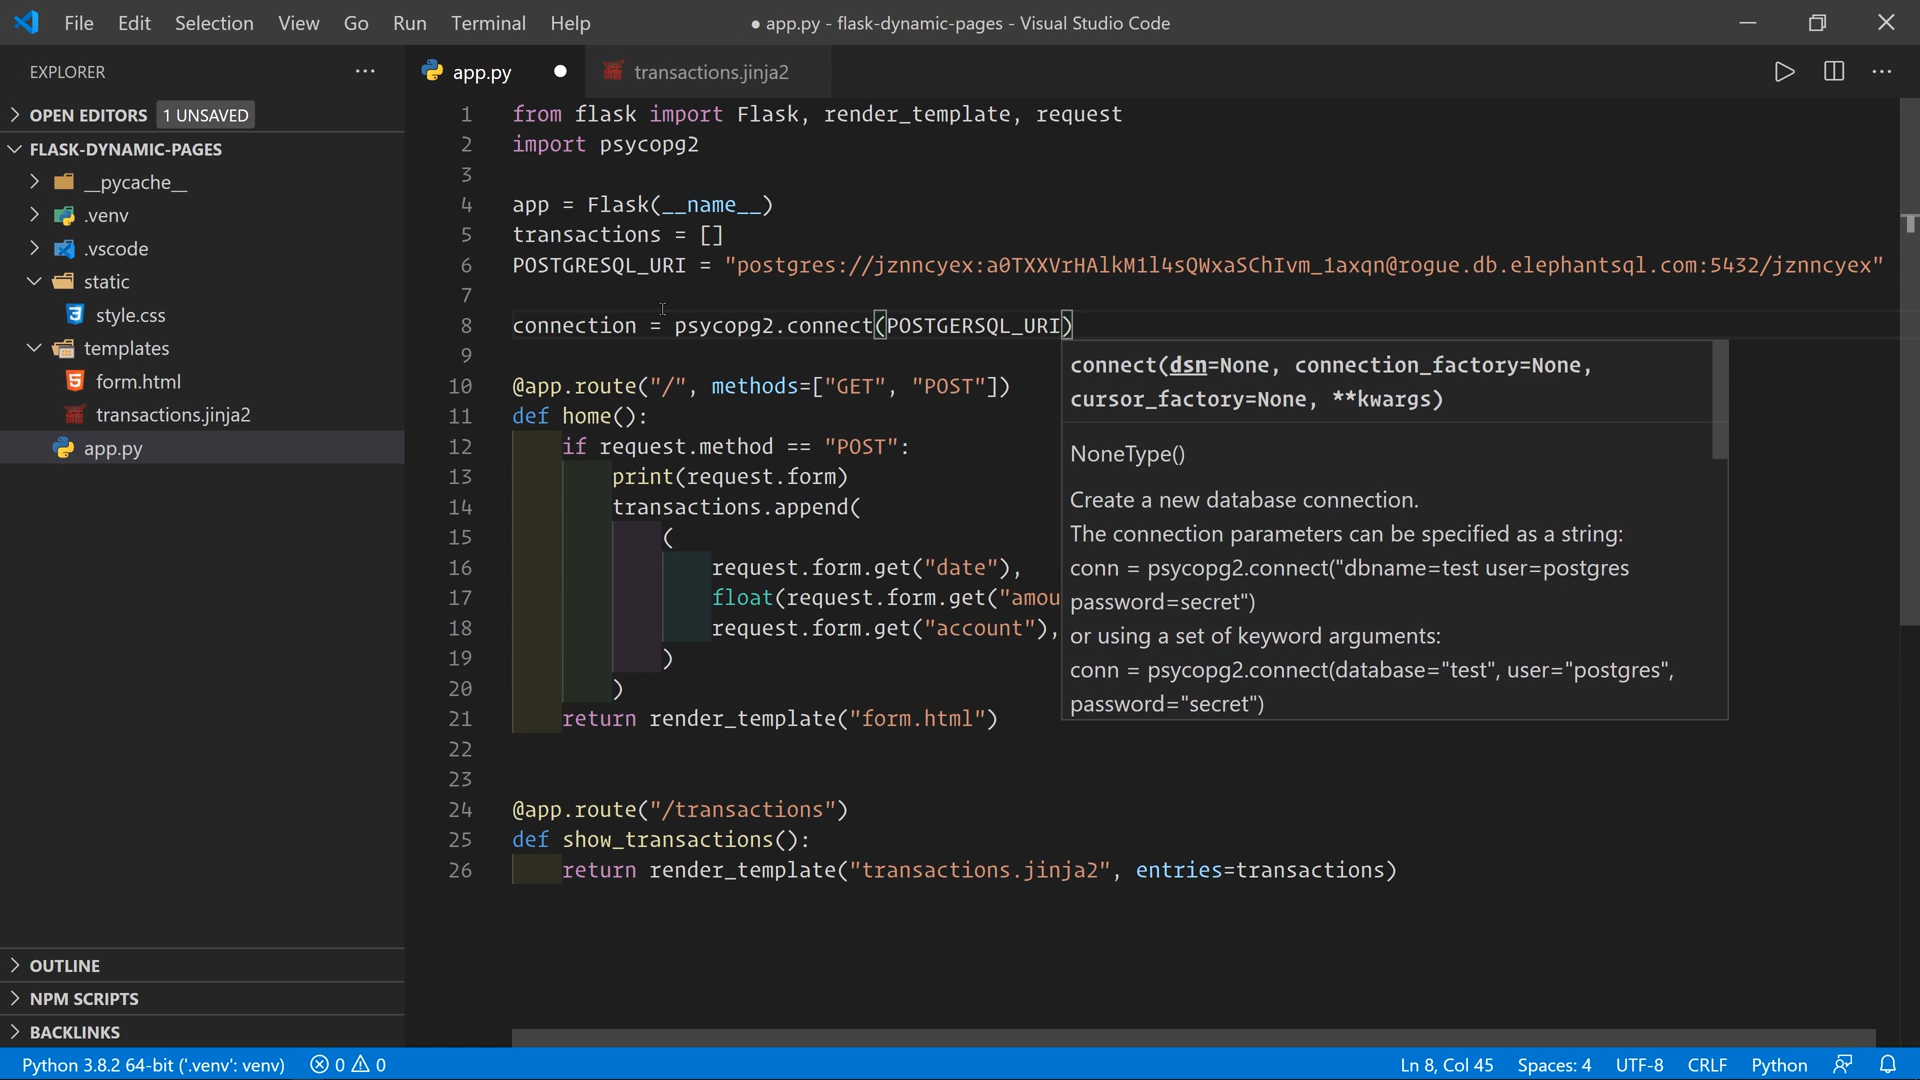 File Edit Selection View Go Run Terminal Help
● app.py - flask-dynamic-pages - Visual Studio Code
EXPLORER
OPEN EDITORS 1 UNSAVED
FLASK-DYNAMIC-PAGES
__pycache__
.venv
.vscode
static
style.css
templates
form.html
transactions.jinja2
app.py
OUTLINE
NPM SCRIPTS
BACKLINKS
app.py
transactions.jinja2
1 from flask import Flask, render_template, request
2 import psycopg2
3
4 app = Flask(__name__)
5 transactions = []
6 POSTGRESQL_URI = "postgres://jznncyex:a0TXXVrHAlkM1l4sQWxaSChIvm_1axqn@rogue.db.elephantsql.com:5432/jznncyex"
7
8 connection = psycopg2.connect(POSTGERSQL_URI)
9
10 @app.route("/", methods=["GET", "POST"])
11 def home():
12 if request.method == "POST":
13 print(request.form)
14 transactions.append(
15 (
16 request.form.get("date"),
17 float(request.form.get("amou
18 request.form.get("account"),
19 )
20 )
21 return render_template("form.html")
22
23
24 @app.route("/transactions")
25 def show_transactions():
26 return render_template("transactions.jinja2", entries=transactions)
connect(dsn=None, connection_factory=None,
cursor_factory=None, **kwargs)
NoneType()
Create a new database connection.
The connection parameters can be specified as a string:
conn = psycopg2.connect("dbname=test user=postgres
password=secret")
or using a set of keyword arguments:
conn = psycopg2.connect(database="test", user="postgres",
password="secret")
Python 3.8.2 64-bit ('.venv': venv) 0 0
Ln 8, Col 45 Spaces: 4 UTF-8 CRLF Python